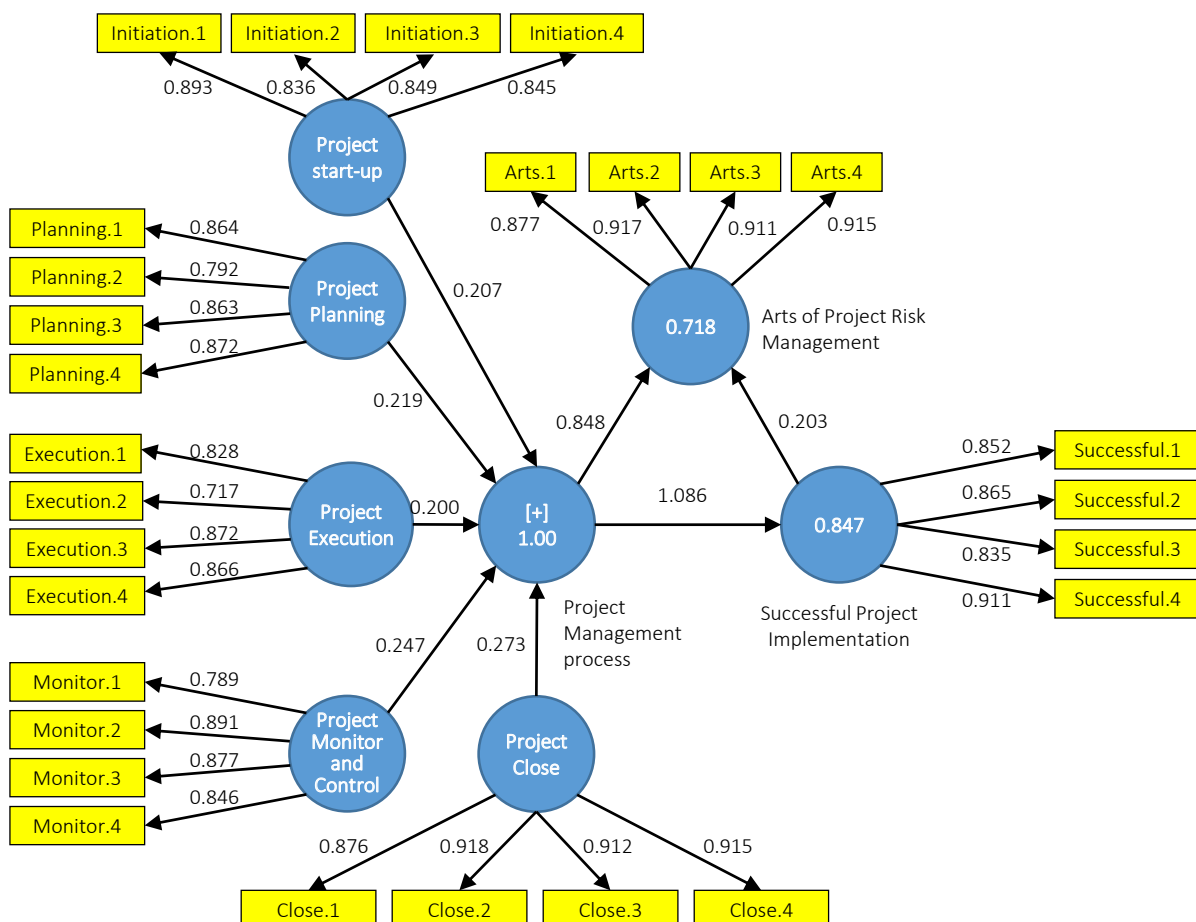 Initiation.1
Initiation.2
Initiation.3
Initiation.4
0.893
0.836
0.849
0.845
Project
start-up
Arts.1
Arts.2
Arts.3
Arts.4
0.877
0.917
0.911
0.915
Planning.1
Planning.2
Planning.3
Planning.4
0.864
0.792
0.863
0.872
Project
Planning
0.207
0.219
0.718
Arts of Project Risk
Management
0.848
0.203
Execution.1
Execution.2
Execution.3
Execution.4
0.828
0.717
0.872
0.866
Project
Execution
0.200
[+]
1.00
1.086
0.847
0.852
0.865
0.835
0.911
Successful.1
Successful.2
Successful.3
Successful.4
Project
Management
process
Successful Project
Implementation
0.247
0.273
Monitor.1
Monitor.2
Monitor.3
Monitor.4
0.789
0.891
0.877
0.846
Project
Monitor
and
Control
Project
Close
0.876
0.918
0.912
0.915
Close.1
Close.2
Close.3
Close.4